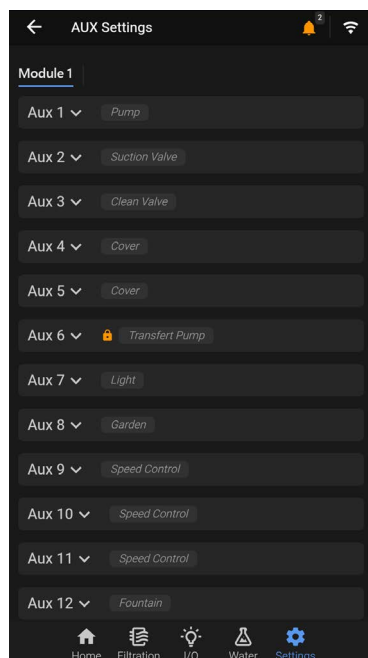 AUX Settings
2
Module 1
Aux 1 Pump
Aux 2 Suction Valve
Aux 3 Clean Valve
Aux 4 Cover
Aux 5 Cover
Aux 6 Transfert Pump
Aux 7 Light
Aux 8 Garden
Aux 9 Speed Control
Aux 10 Speed Control
Aux 11 Speed Control
Aux 12 Fountain
Home Filtration I/O Water Settings